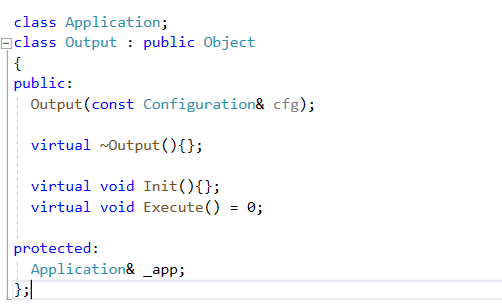 class Application;
class Output : public Object
{
public:
  Output(const Configuration& cfg);

  virtual ~Output(){};

  virtual void Init(){};
  virtual void Execute() = 0;

protected:
  Application& _app;
};